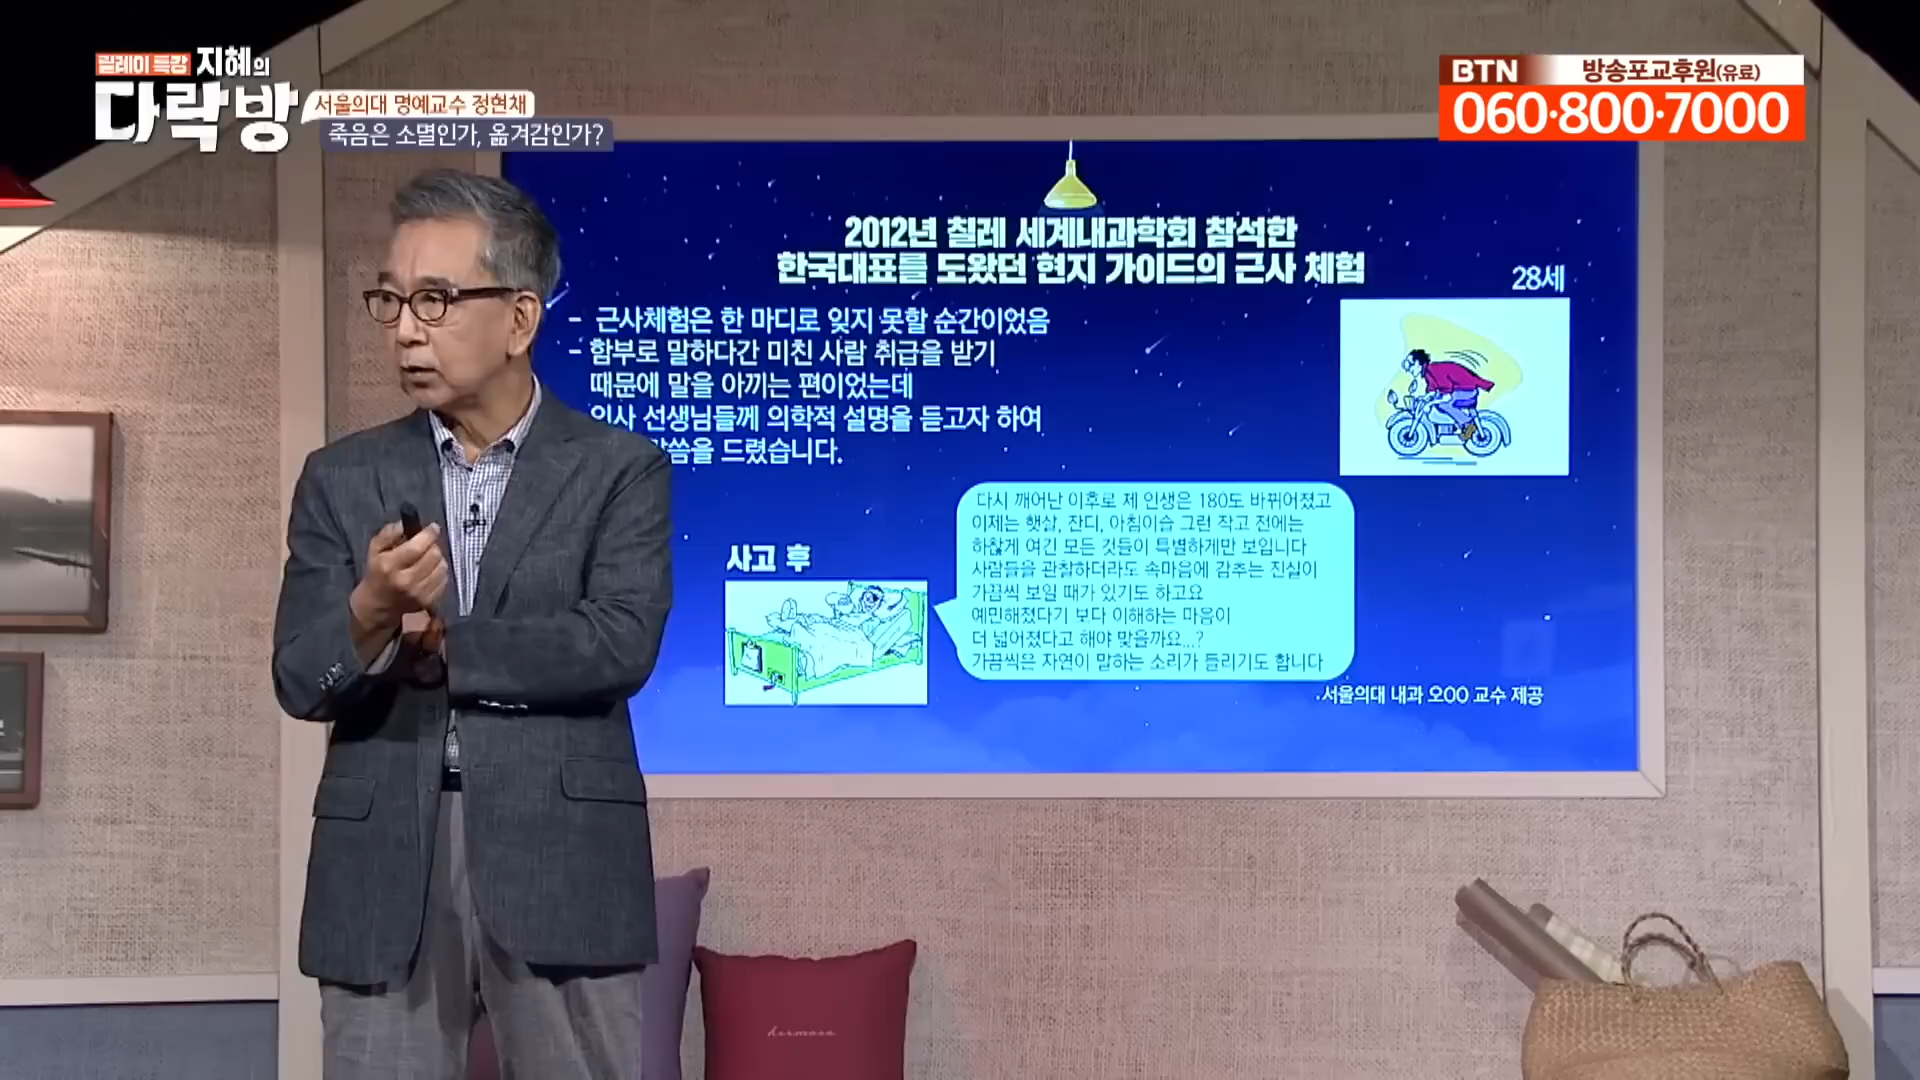 릴레이 특강 지혜의
다락방
서울의대 명예교수 정현채
죽음은 소멸인가, 옮겨감인가?
BTN 방송포교후원(유료)
060·800·7000
2012년 칠레 세계내과학회 참석한
한국대표를 도왔던 현지 가이드의 근사 체험
28세
- 근사체험은 한 마디로 잊지 못할 순간이었음
- 함부로 말하다간 미친 사람 취급을 받기
때문에 말을 아끼는 편이었는데
의사 선생님들께 의학적 설명을 듣고자 하여
말씀을 드렸습니다.
사고 후
다시 깨어난 이후로 제 인생은 180도 바뀌어졌고
이제는 햇살, 잔디, 아침이슬 그런 작고 전에는
하찮게 여긴 모든 것들이 특별하게만 보입니다
사람들을 관찰하더라도 속마음에 감추는 진실이
가끔씩 보일 때가 있기도 하고요
예민해졌다기 보다 이해하는 마음이
더 넓어졌다고 해야 맞을까요...?
가끔씩은 자연이 말하는 소리가 들리기도 합니다
서울의대 내과 오OO 교수 제공
hermosa